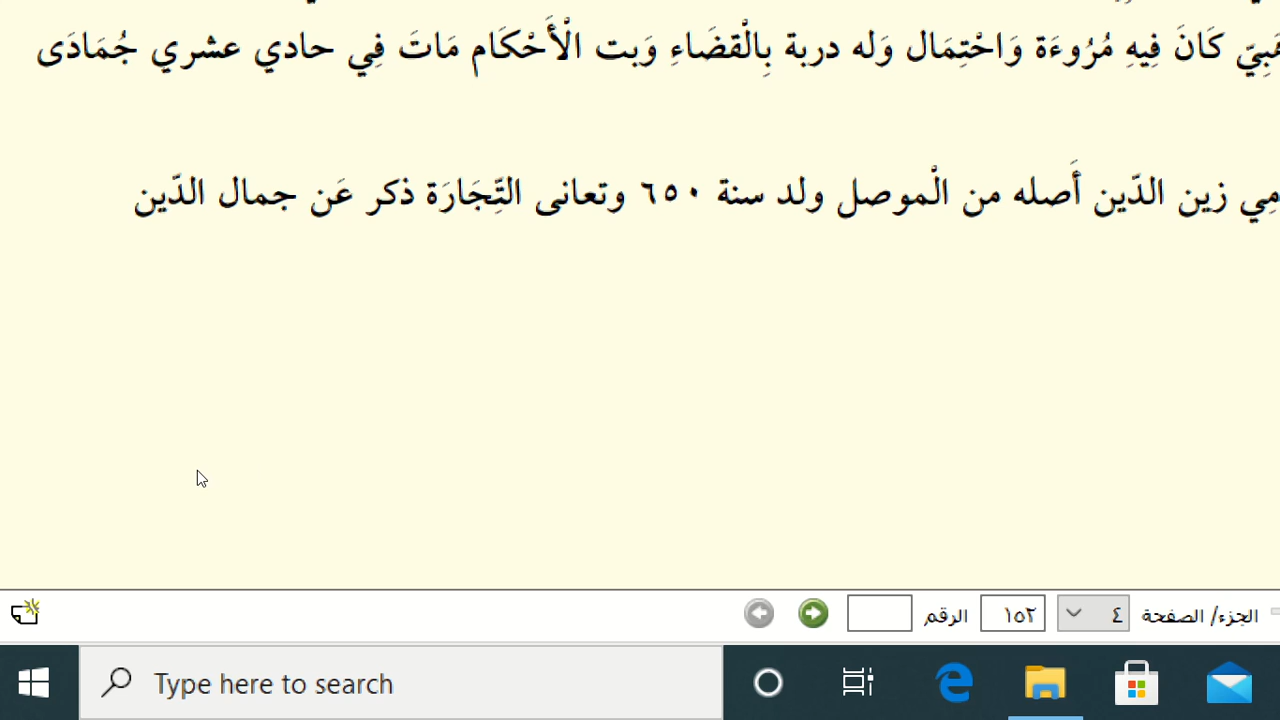 كَانَ فِيهِ مُرُوءَة وَاحْتِمَال وَله دربة بِالْقضَاءِ وَبت الْأَحْكَام مَاتَ فِي حادي عشري جُمَادَى
زين الدّين أَصله من الْموصل ولد سنة ٦٥٠ وتعانى التِّجَارَة ذكر عَن جمال الدّين
الجزء/ الصفحة ٤ ١٥٢ الرقم
Type here to search